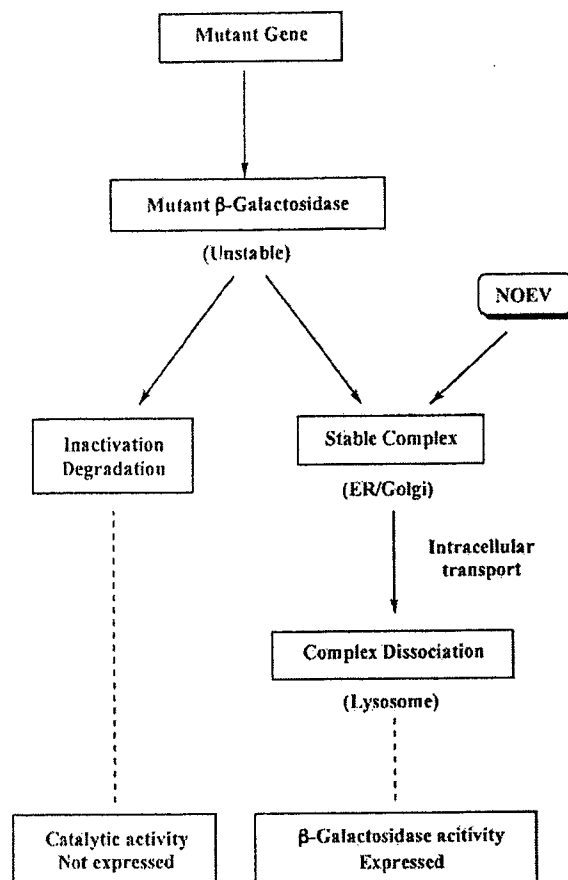 Mutant Gene
Mutant β-Galactosidase
(Unstable)
NOEV
Inactivation
Degradation
Stable Complex
(ER/Golgi)
Intracellular
transport
Complex Dissociation
(Lysosome)
Catalytic activity
Not expressed
β-Galactosidase acitivity
Expressed